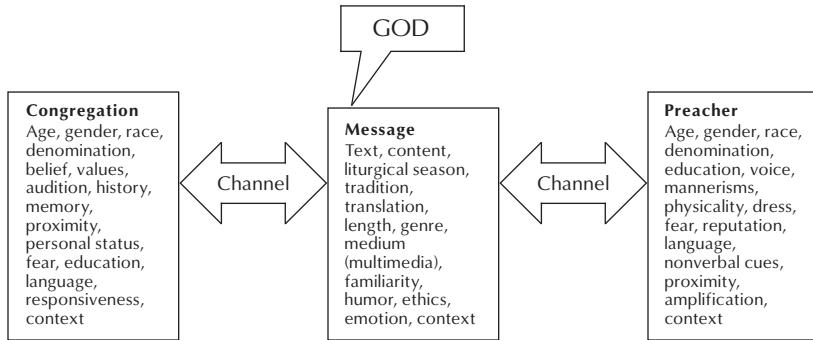 GOD
Congregation
Age, gender, race,
denomination,
belief, values,
audition, history,
memory,
proximity,
personal status,
fear, education,
language,
responsiveness,
context
Channel
Message
Text, content,
liturgical season,
tradition,
translation,
length, genre,
medium
(multimedia),
familiarity,
humor, ethics,
emotion, context
Channel
Preacher
Age, gender, race,
denomination,
education, voice,
mannerisms,
physicality, dress,
fear, reputation,
language,
nonverbal cues,
proximity,
amplification,
context